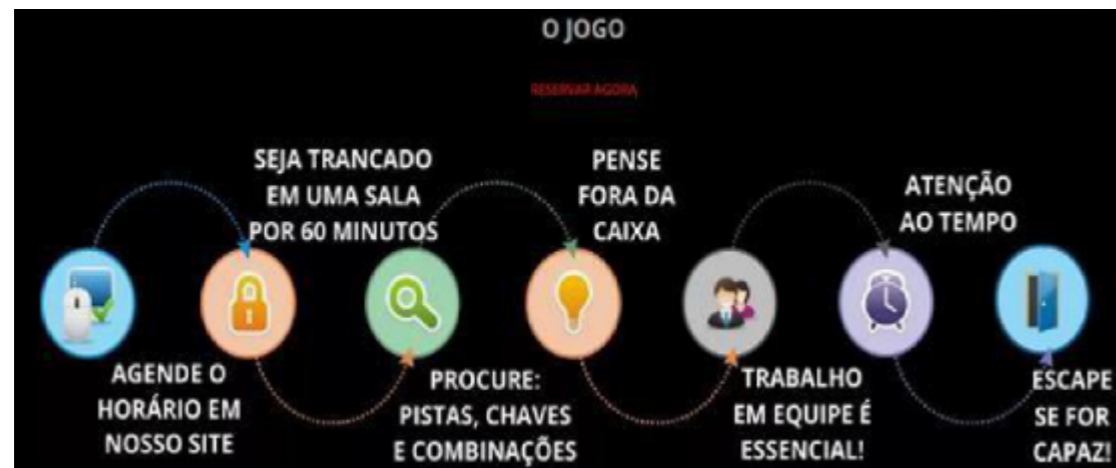 O JOGO
RESERVAR AGORA
AGENDE O
HORÁRIO EM
NOSSO SITE
SEJA TRANCADO
EM UMA SALA
POR 60 MINUTOS
PROCURE:
PISTAS, CHAVES
E COMBINAÇÕES
PENSE
FORA DA
CAIXA
TRABALHO
EM EQUIPE É
ESSENCIAL!
ATENÇÃO
AO TEMPO
ESCAPE
SE FOR
CAPAZ!